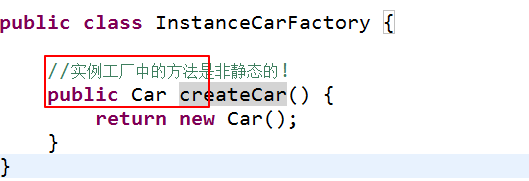 public class InstanceCarFactory {
//实例工厂中的方法是非静态的!
public Car createCar() {
return new Car();
}
}